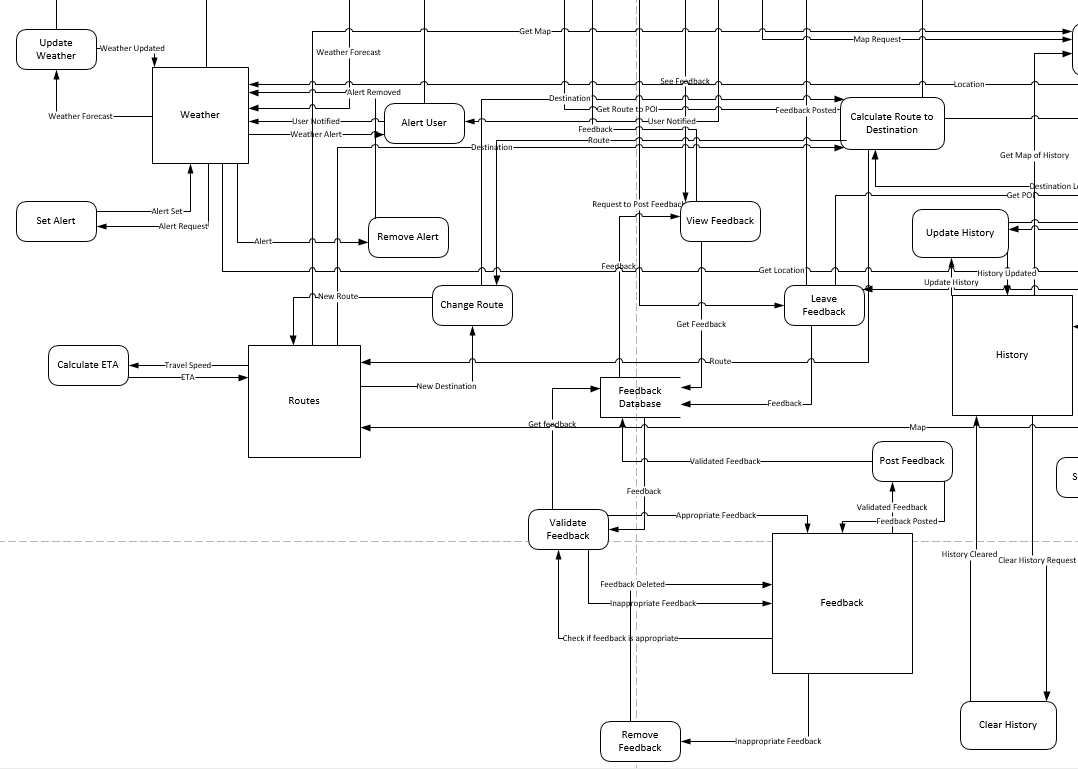 Get Map
Map Request
Update
Weather
Weather Updated
Weather Forecast
See Feedback
Location
Alert Removed
Destination
Weather
Weather Forecast
Get Route to POI
Feedback Posted
Alert User
User Notified
User Notified
Calculate Route to
Destination
Feedback
Weather Alert
Route
Destination
Get Map of History
Get POI
Request to Post Feedback
Set Alert
Alert Set
Alert Request
View Feedback
Update History
Remove Alert
Alert
Feedback
Get Location
History Updated
Update History
New Route
Change Route
Leave
Feedback
Get Feedback
History
Calculate ETA
Travel Speed
ETA
Route
New Destination
Routes
Feedback
Database
Feedback
Get feedback
Map
Validated Feedback
Post Feedback
Feedback
Validated Feedback
Appropriate Feedback
Feedback Posted
Validate
Feedback
History Cleared
Clear History Request
Feedback Deleted
Inappropriate Feedback
Feedback
Check if feedback is appropriate
Clear History
Remove
Feedback
Inappropriate Feedback